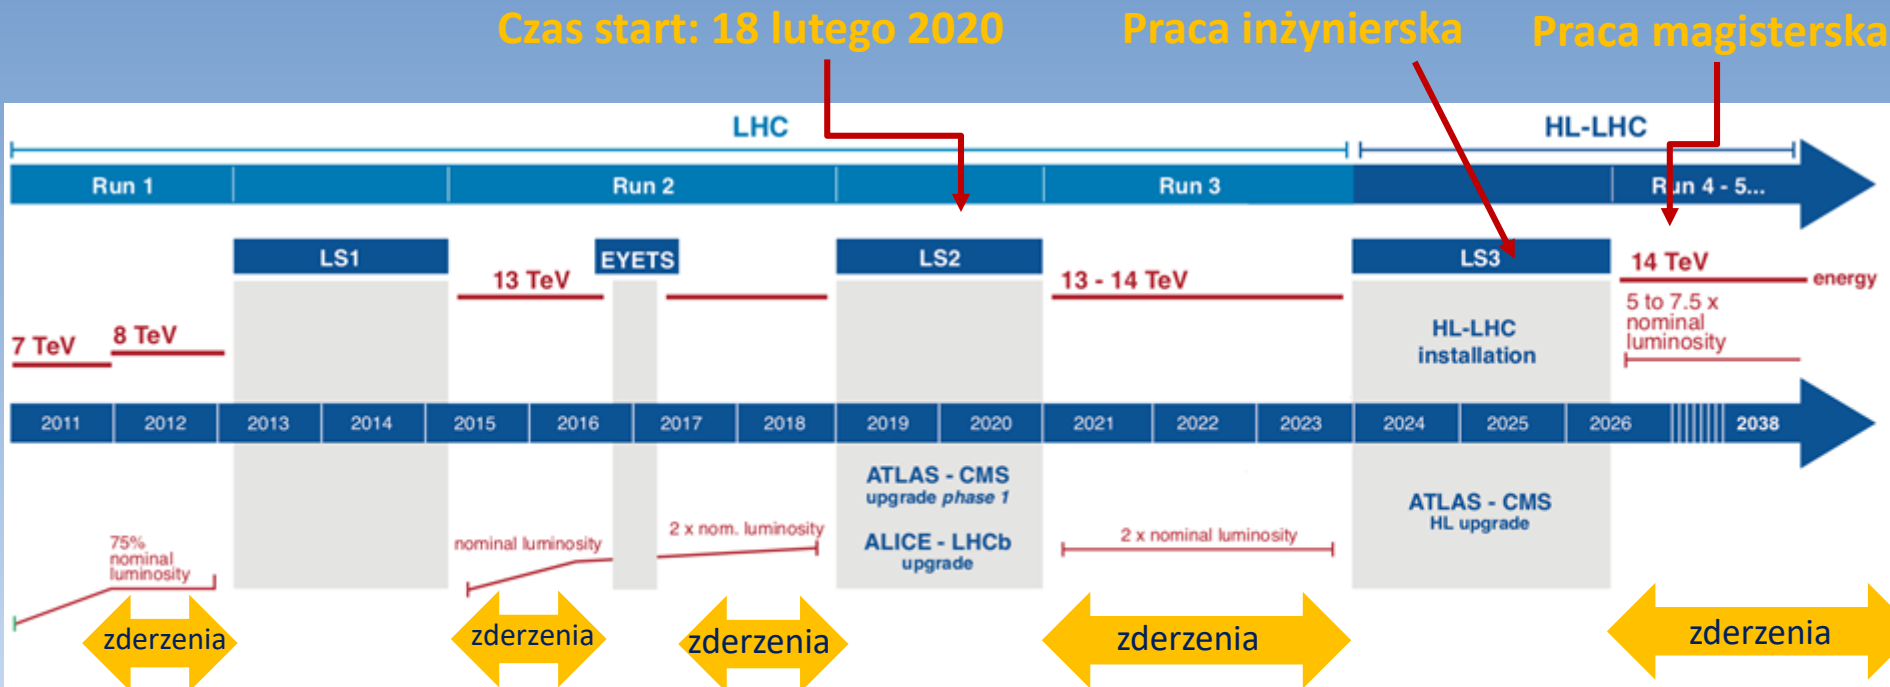 Czas start: 18 lutego 2020
Praca inżynierska
Praca magisterska
LHC
HL-LHC
Run 1
Run 2
Run 3
Run 4 - 5...
LS1
EYETS
LS2
LS3
13 TeV
13 - 14 TeV
14 TeV
energy
7 TeV
8 TeV
HL-LHC
installation
5 to 7.5 x
nominal
luminosity
2011
2012
2013
2014
2015
2016
2017
2018
2019
2020
2021
2022
2023
2024
2025
2026
2038
75%
nominal
luminosity
nominal luminosity
2 x nom. luminosity
ATLAS - CMS
upgrade phase 1
ALICE - LHCb
upgrade
2 x nominal luminosity
ATLAS - CMS
HL upgrade
zderzenia
zderzenia
zderzenia
zderzenia
zderzenia